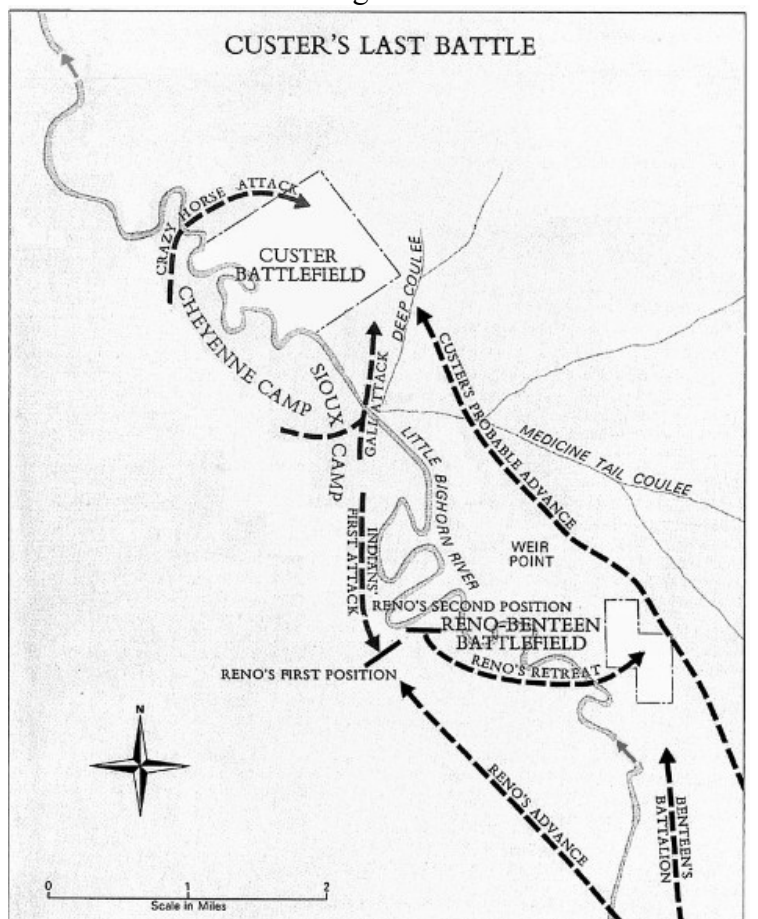 CUSTER'S LAST BATTLE
CRAZY HORSE ATTACK
CUSTER
BATTLEFIELD
DEEP COULEE
CHEYENNE CAMP
SIOUX CAMP
GALL ATTACK
CUSTER'S PROBABLE ADVANCE
LITTLE BIGHORN RIVER
MEDICINE TAIL COULEE
INDIANS'
FIRST ATTACK
WEIR
POINT
RENO'S SECOND POSITION
RENO-BENTEEN
BATTLEFIELD
RENO'S RETREAT
RENO'S FIRST POSITION
N
RENO'S ADVANCE
BENTEEN'S
BATTALION
0 1 2
Scale in Miles